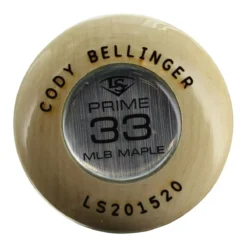 CODY BELLINGER
LS
PRIME
33
MLB MAPLE
LS201520